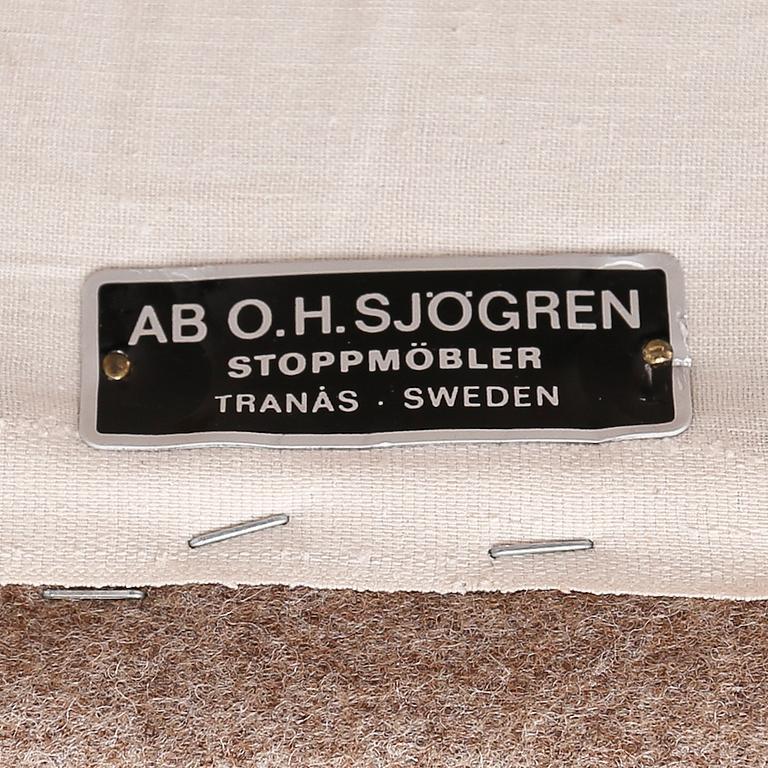 AB O.H.SJÖGREN
STOPPMÖBLER
TRANÅS · SWEDEN